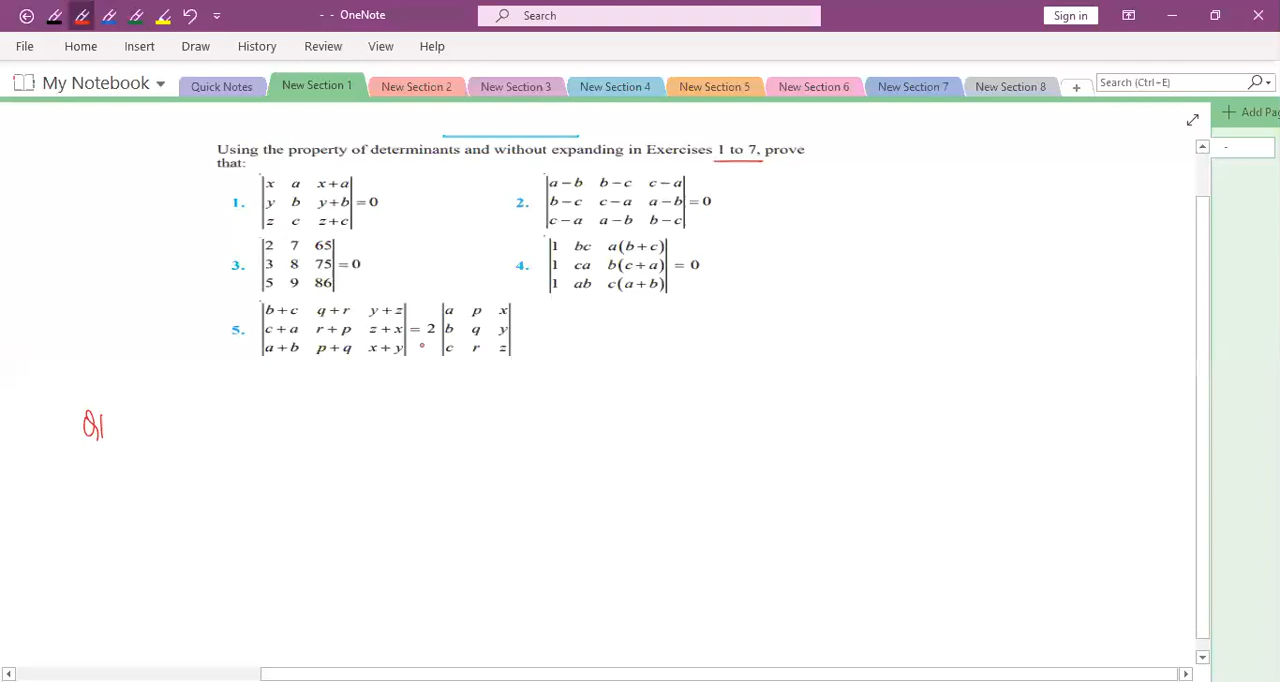 - - OneNote
Search
Sign in
File Home Insert Draw History Review View Help
My Notebook Quick Notes New Section 1 New Section 2 New Section 3 New Section 4 New Section 5 New Section 6 New Section 7 New Section 8 + Search (Ctrl+E)
+ Add Pag
-
Using the property of determinants and without expanding in Exercises 1 to 7, prove
that:
1. |x a x+a| = 0
|y b y+b|
|z c z+c|
2. |a−b b−c c−a| = 0
|b−c c−a a−b|
|c−a a−b b−c|
3. |2 7 65| = 0
|3 8 75|
|5 9 86|
4. |1 bc a(b+c)| = 0
|1 ca b(c+a)|
|1 ab c(a+b)|
5. |b+c q+r y+z| = 2 |a p x|
|c+a r+p z+x| |b q y|
|a+b p+q x+y| |c r z|
Q1